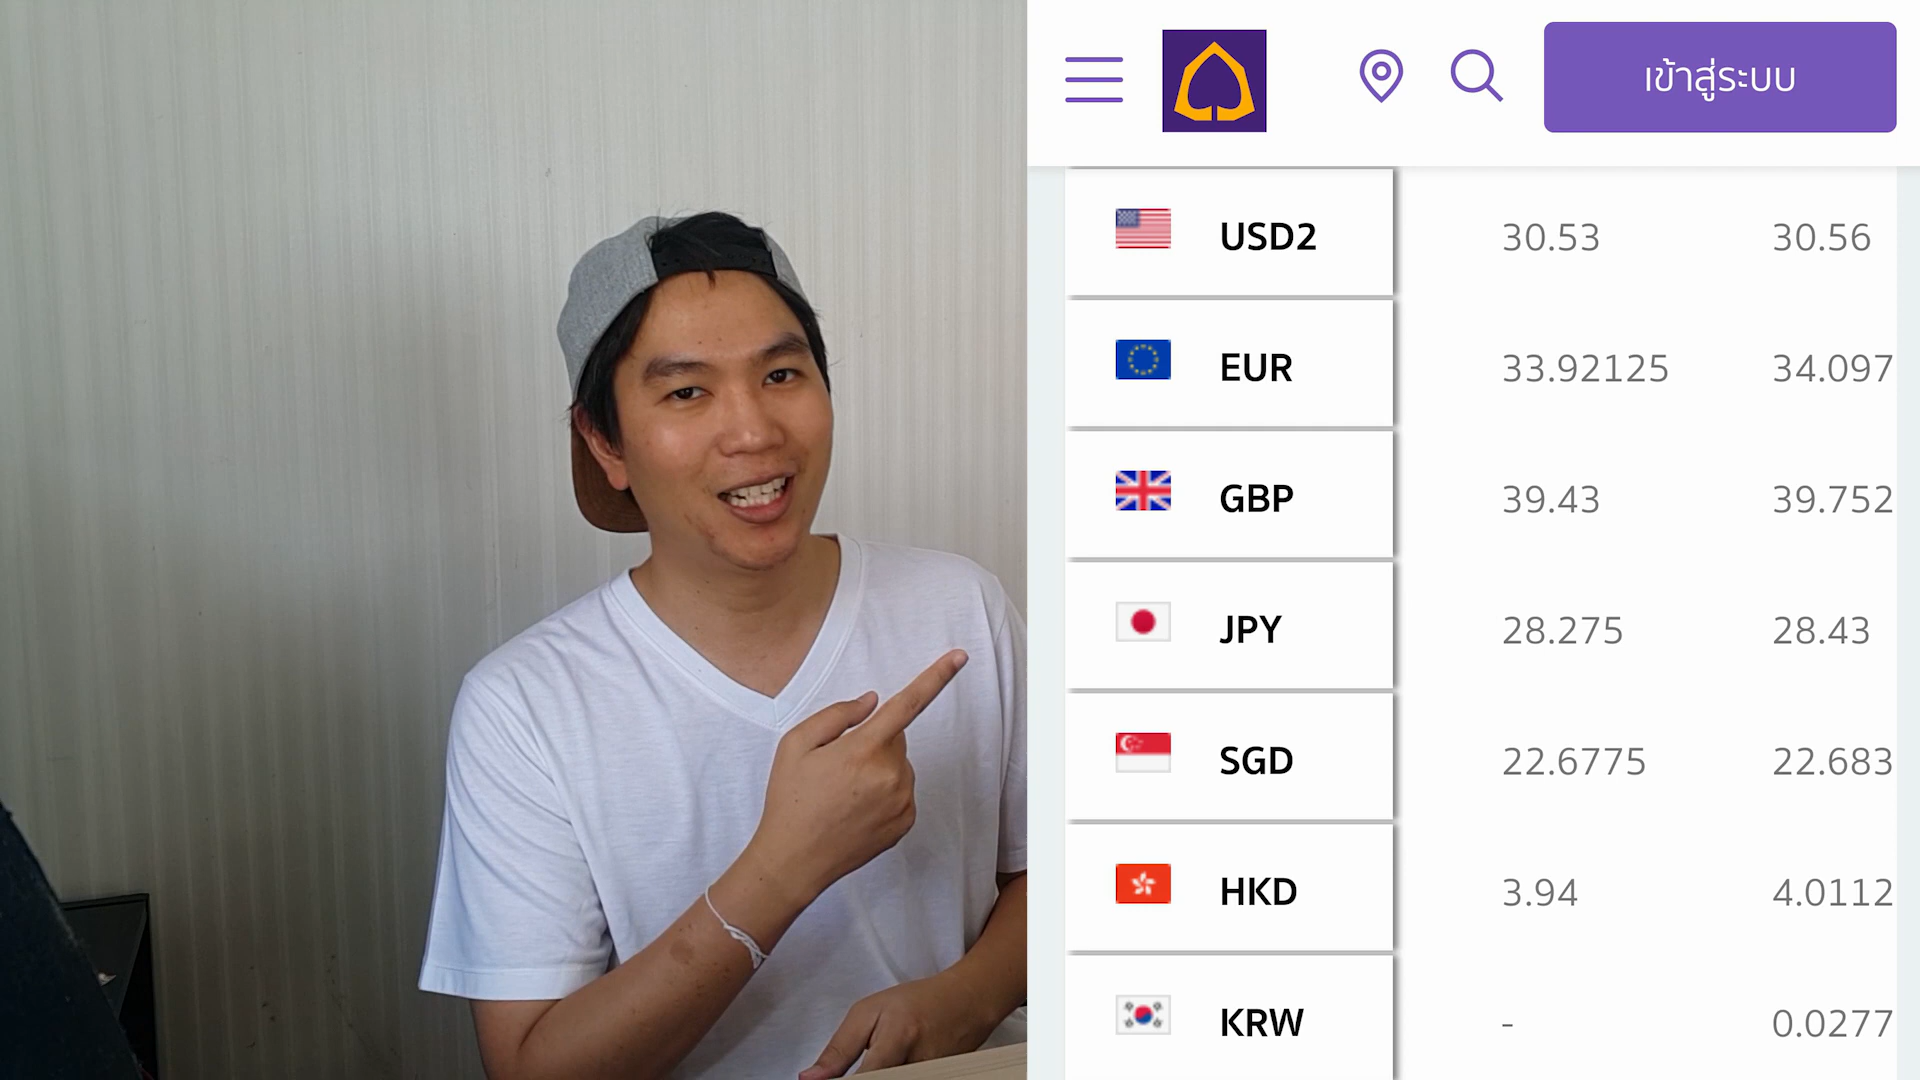 เข้าสู่ระบบ
USD2 30.53 30.56
EUR 33.92125 34.097
GBP 39.43 39.752
JPY 28.275 28.43
SGD 22.6775 22.683
HKD 3.94 4.0112
KRW - 0.0277